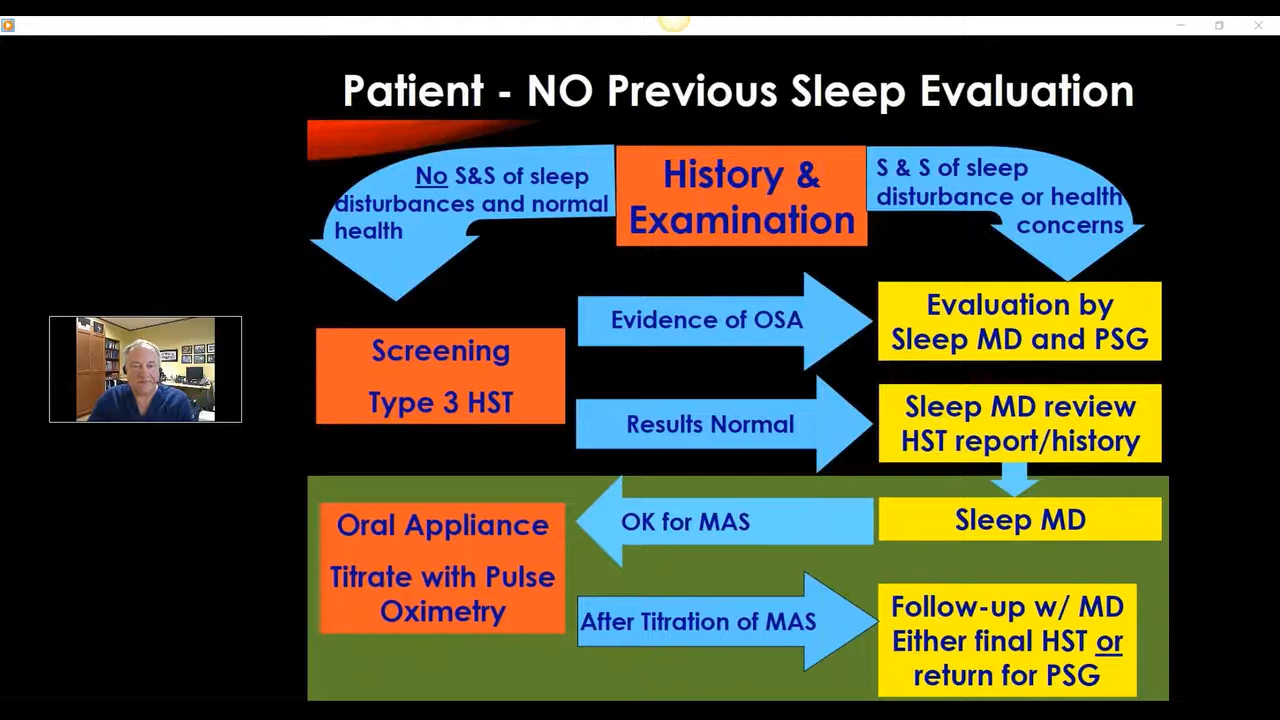 Patient - NO Previous Sleep Evaluation
No S&S of sleep
disturbances and normal
health
History &
Examination
S & S of sleep
disturbance or health
concerns
Evidence of OSA
Evaluation by
Sleep MD and PSG
Screening
Type 3 HST
Results Normal
Sleep MD review
HST report/history
Oral Appliance
Titrate with Pulse
Oximetry
OK for MAS
Sleep MD
After Titration of MAS
Follow-up w/ MD
Either final HST or
return for PSG